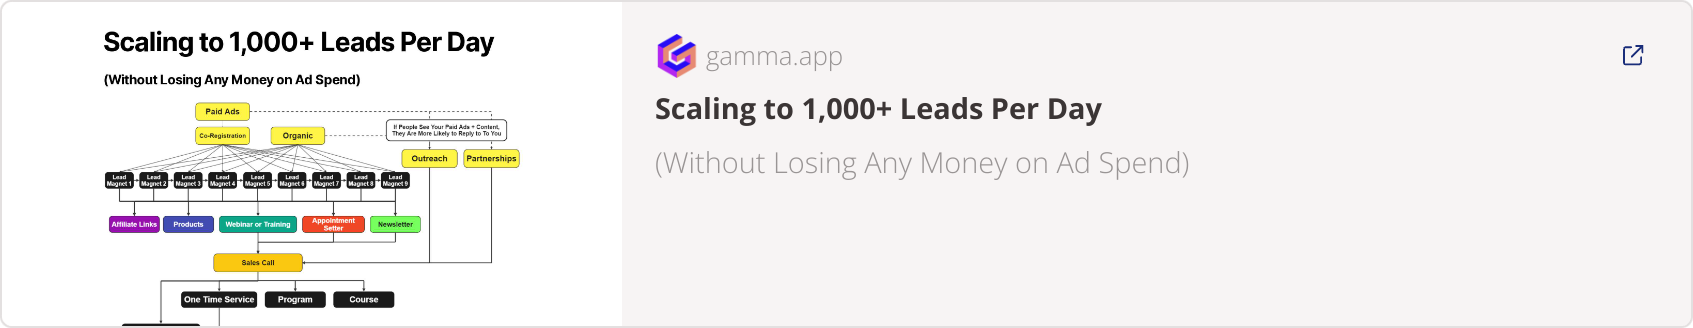 Scaling to 1,000+ Leads Per Day
(Without Losing Any Money on Ad Spend)
Paid Ads
Co-Registration
Organic
If People See Your Paid Ads + Content,
They Are More Likely to Reply to To You
Outreach
Partnerships
Lead
Magnet 1
Lead
Magnet 2
Lead
Magnet 3
Lead
Magnet 4
Lead
Magnet 5
Lead
Magnet 6
Lead
Magnet 7
Lead
Magnet 8
Lead
Magnet 9
Affiliate Links
Products
Webinar or Training
Appointment
Setter
Newsletter
Sales Call
One Time Service
Program
Course
gamma.app
Scaling to 1,000+ Leads Per Day
(Without Losing Any Money on Ad Spend)